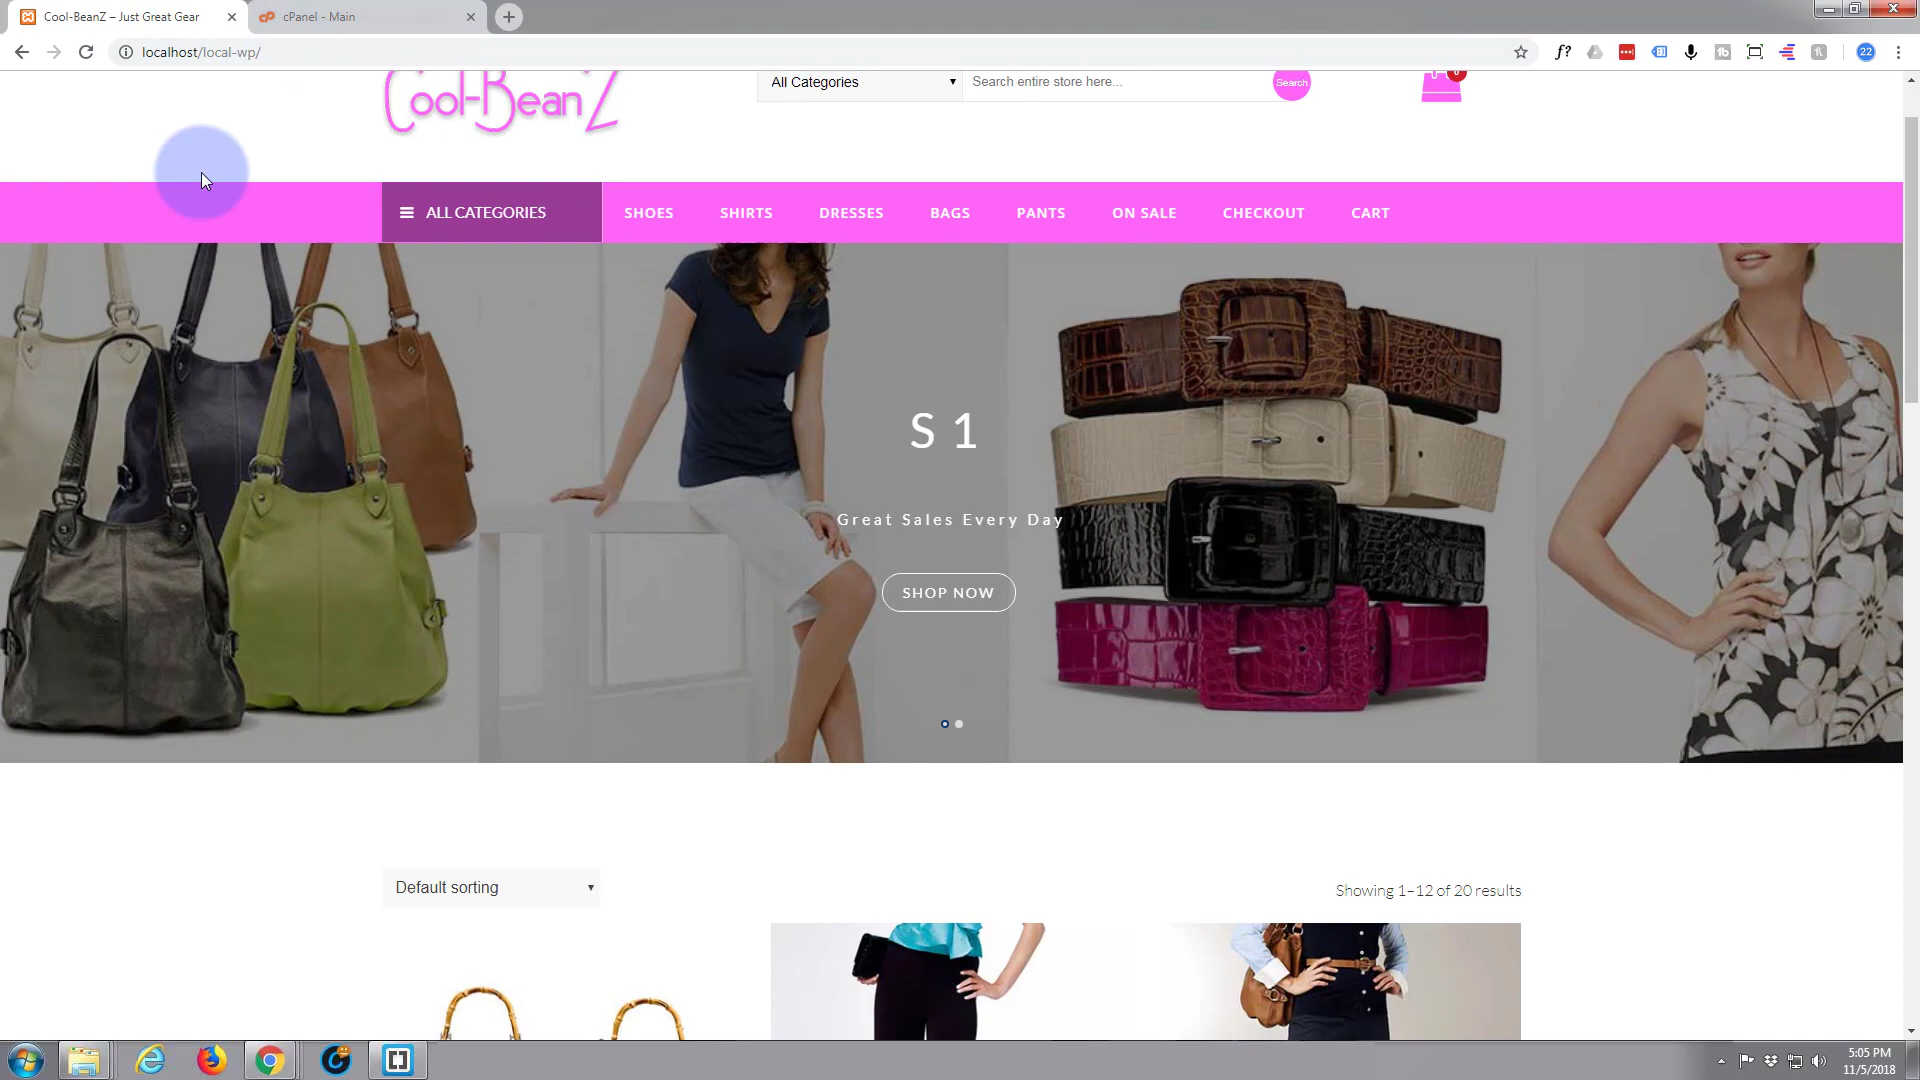 Cool-BeanZ – Just Great Gear
cPanel - Main
localhost/local-wp/
22
Cool-BeanZ
All Categories
Search entire store here...
Search
0
ALL CATEGORIES
SHOES
SHIRTS
DRESSES
BAGS
PANTS
ON SALE
CHECKOUT
CART
S 1
Great Sales Every Day
SHOP NOW
Default sorting
Showing 1–12 of 20 results
5:05 PM
11/5/2018